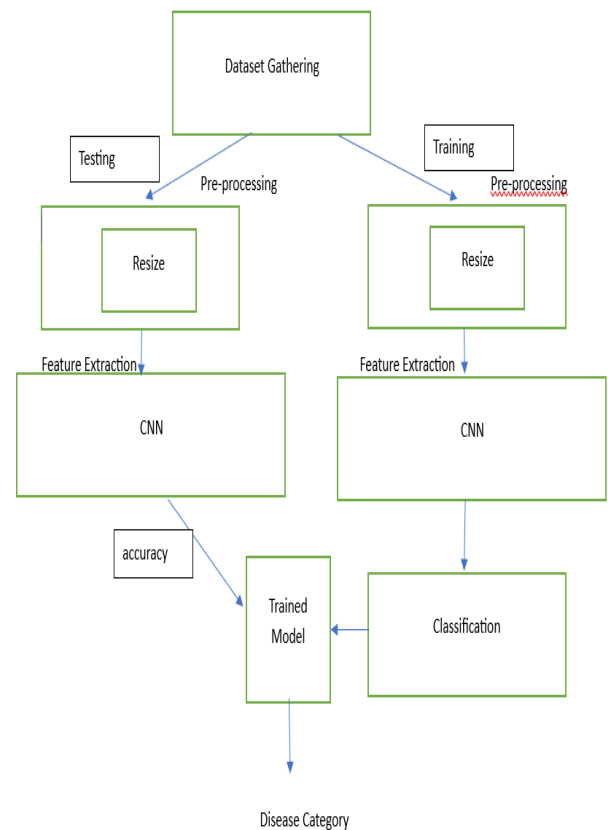 Dataset Gathering
Testing
Training
Pre-processing
Pre-processing
Resize
Resize
Feature Extraction
Feature Extraction
CNN
CNN
accuracy
Trained
Model
Classification
Disease Category